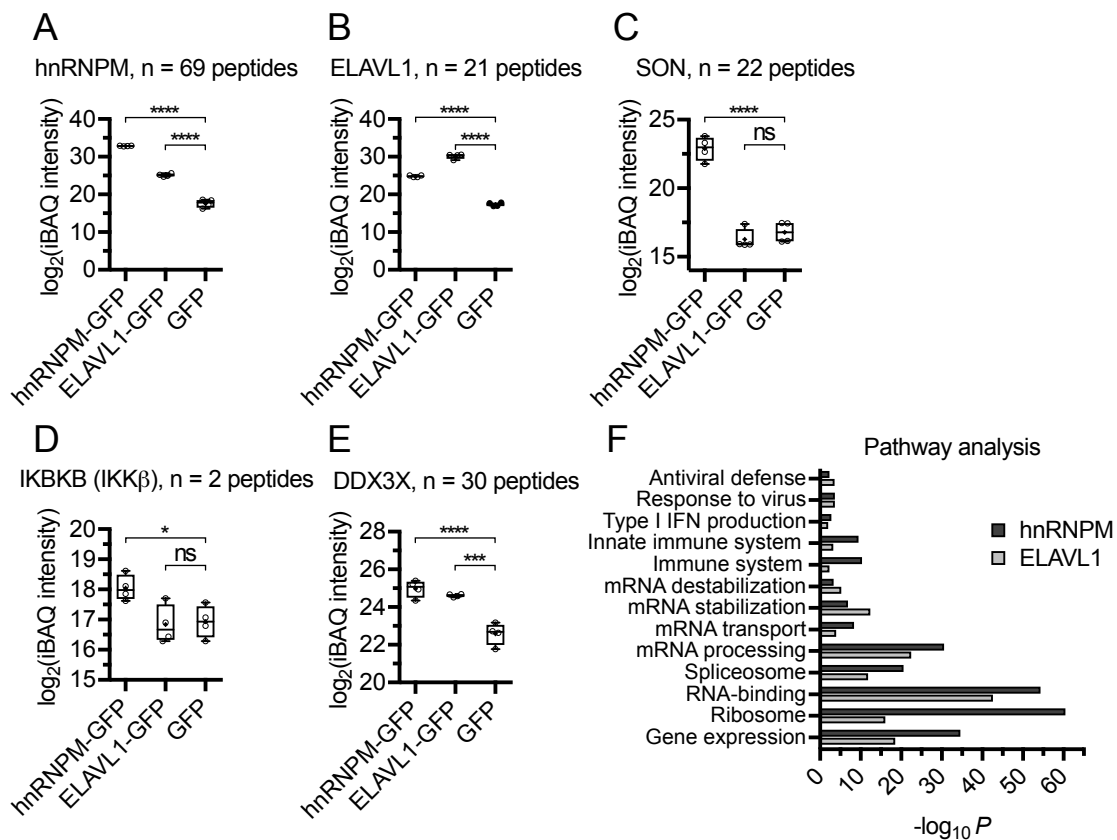 A
hnRNPM, n = 69 peptides
log2(iBAQ intensity)
40
30
20
10
0
****
****
hnRNPM-GFP
ELAVL1-GFP
GFP
B
ELAVL1, n = 21 peptides
log2(iBAQ intensity)
40
30
20
10
0
****
****
hnRNPM-GFP
ELAVL1-GFP
GFP
C
SON, n = 22 peptides
log2(iBAQ intensity)
25
20
15
****
ns
hnRNPM-GFP
ELAVL1-GFP
GFP
D
IKBKB (IKKβ), n = 2 peptides
log2(iBAQ intensity)
20
19
18
17
16
15
*
ns
hnRNPM-GFP
ELAVL1-GFP
GFP
E
DDX3X, n = 30 peptides
log2(iBAQ intensity)
28
26
24
22
20
****
***
hnRNPM-GFP
ELAVL1-GFP
GFP
F
Pathway analysis
Antiviral defense
Response to virus
Type I IFN production
Innate immune system
Immune system
mRNA destabilization
mRNA stabilization
mRNA transport
mRNA processing
Spliceosome
RNA-binding
Ribosome
Gene expression
hnRNPM
ELAVL1
0 10 20 30 40 50 60
-log10 P